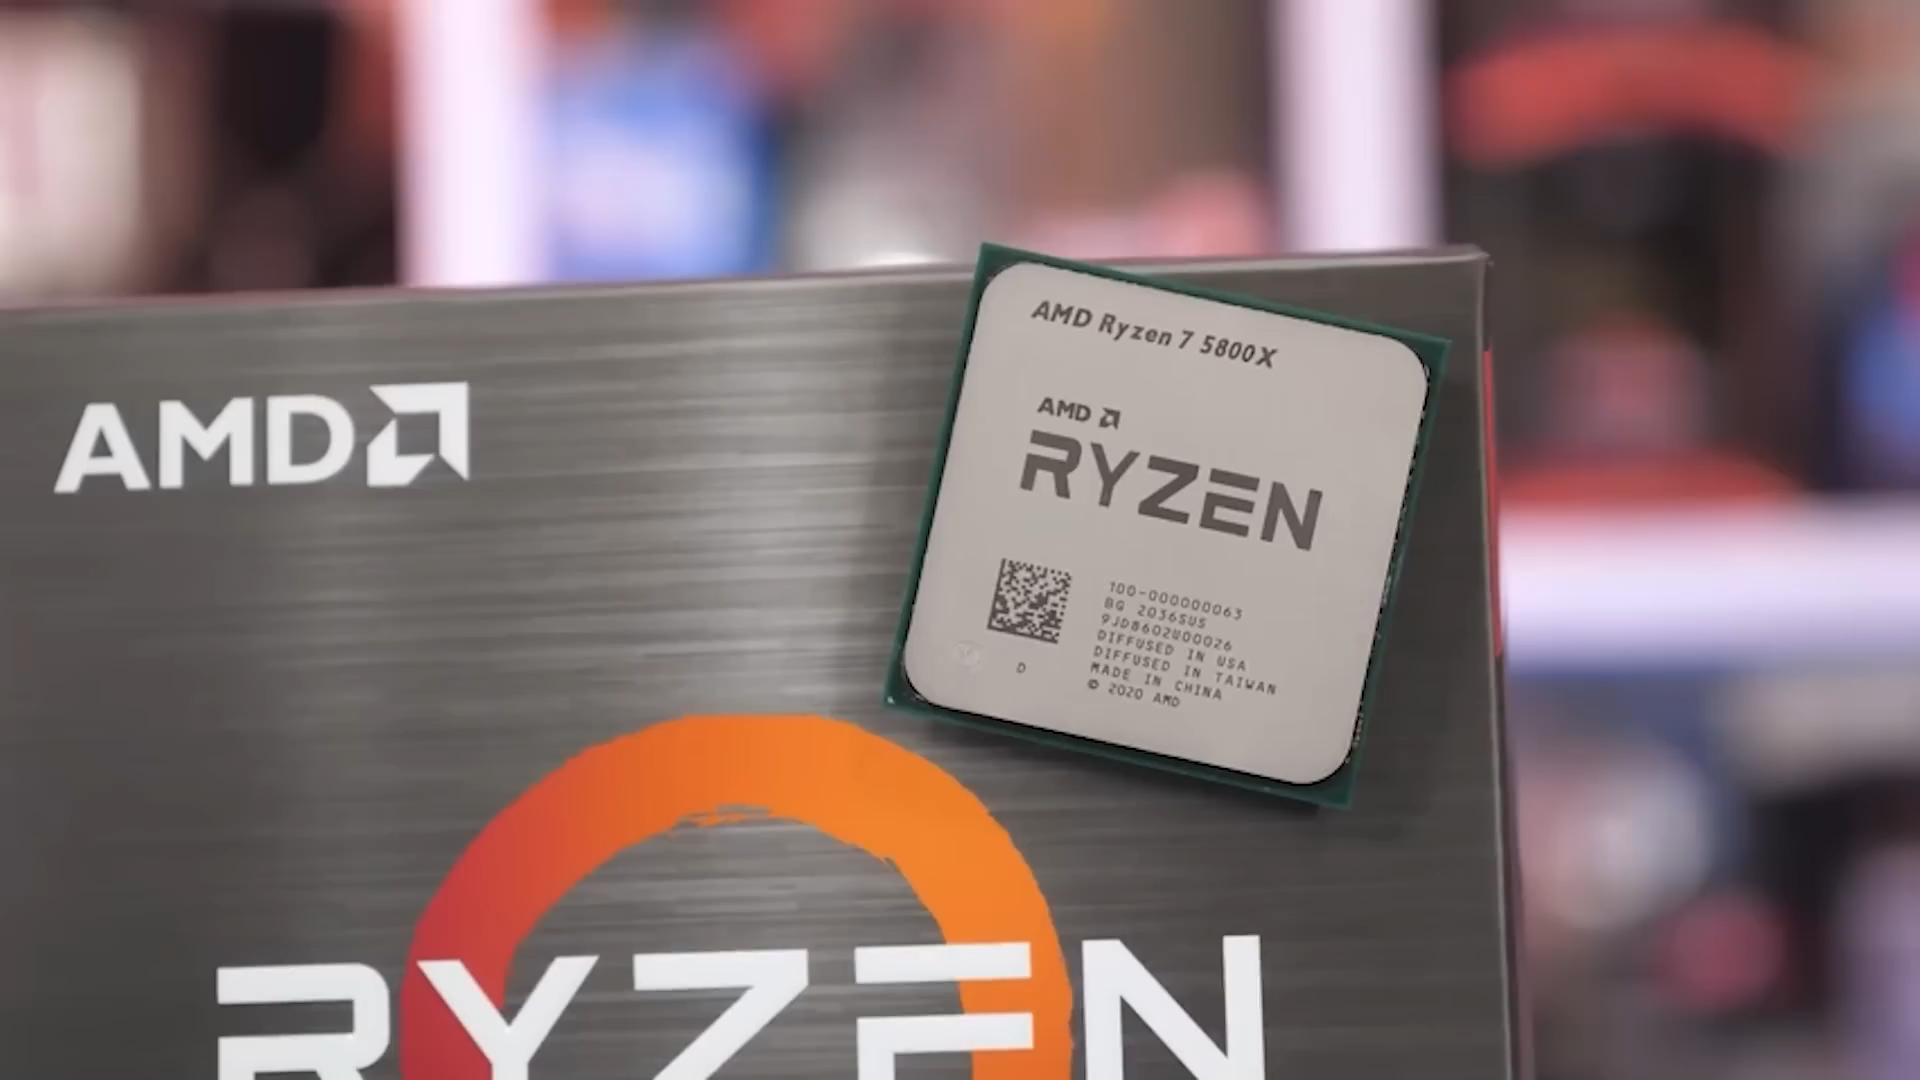 AMD
RYZEN
AMD Ryzen 7 5800X
AMD
RYZEN
100-000000063
BG 2036SUS
9JD8602U00026
DIFFUSED IN USA
DIFFUSED IN TAIWAN
MADE IN CHINA
© 2020 AMD
D